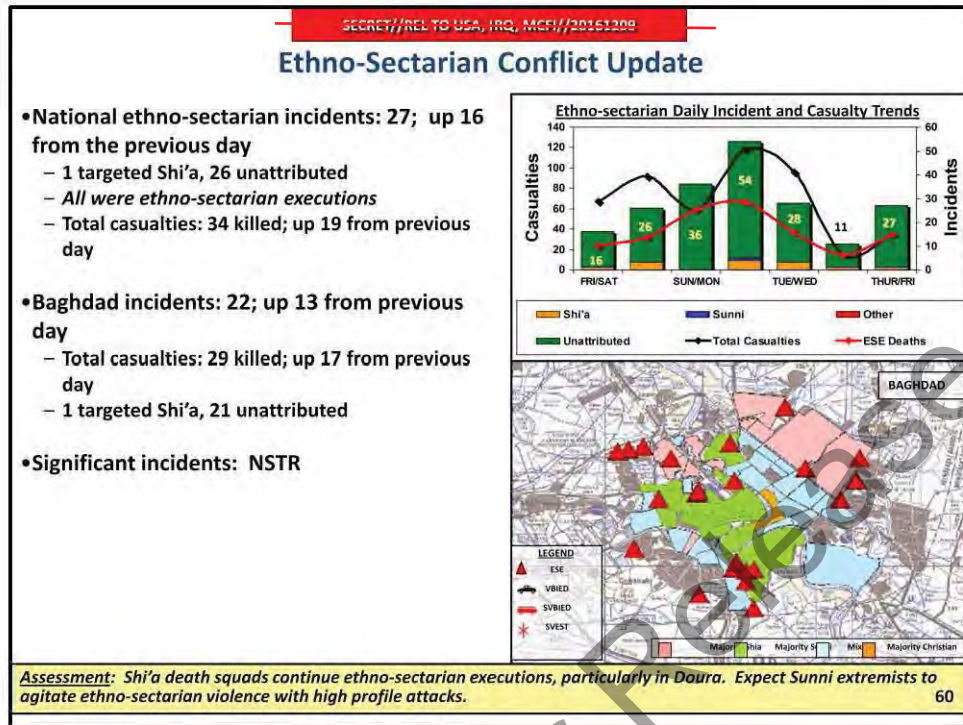 SECRET//REL TO USA, IRQ, MCFI//20161208
Ethno-Sectarian Conflict Update
•National ethno-sectarian incidents: 27; up 16
from the previous day
– 1 targeted Shi'a, 26 unattributed
– All were ethno-sectarian executions
– Total casualties: 34 killed; up 19 from previous
day
•Baghdad incidents: 22; up 13 from previous
day
– Total casualties: 29 killed; up 17 from previous
day
– 1 targeted Shi'a, 21 unattributed
•Significant incidents: NSTR
Ethno-sectarian Daily Incident and Casualty Trends
Casualties
140
120
100
80
60
40
20
0
16
26
36
54
28
11
27
60
50
40
30
20
10
0
Incidents
FRI/SAT SUN/MON TUE/WED THUR/FRI
Shi'a Sunni Other
Unattributed Total Casualties ESE Deaths
BAGHDAD
LEGEND
ESE
VBIED
SVBIED
SVEST
Majority Christian
Release
Assessment: Shi'a death squads continue ethno-sectarian executions, particularly in Doura. Expect Sunni extremists to
agitate ethno-sectarian violence with high profile attacks.
60